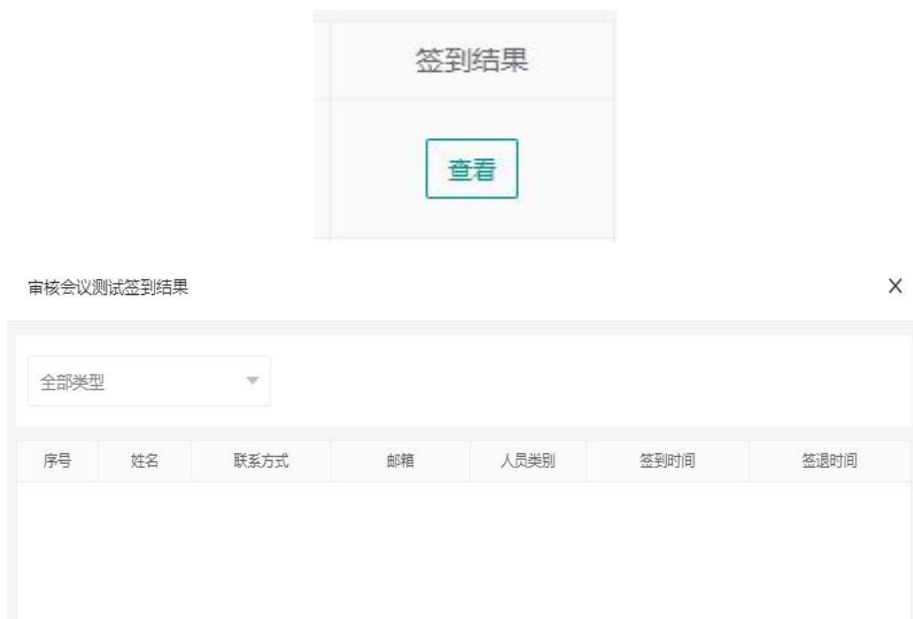 签到结果
查看
审核会议测试签到结果
全部类型
序号 姓名 联系方式 邮箱 人员类别 签到时间 签退时间